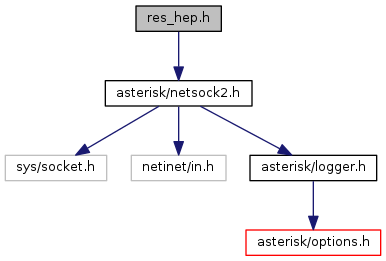 res_hep.h
asterisk/netsock2.h
sys/socket.h
netinet/in.h
asterisk/logger.h
asterisk/options.h